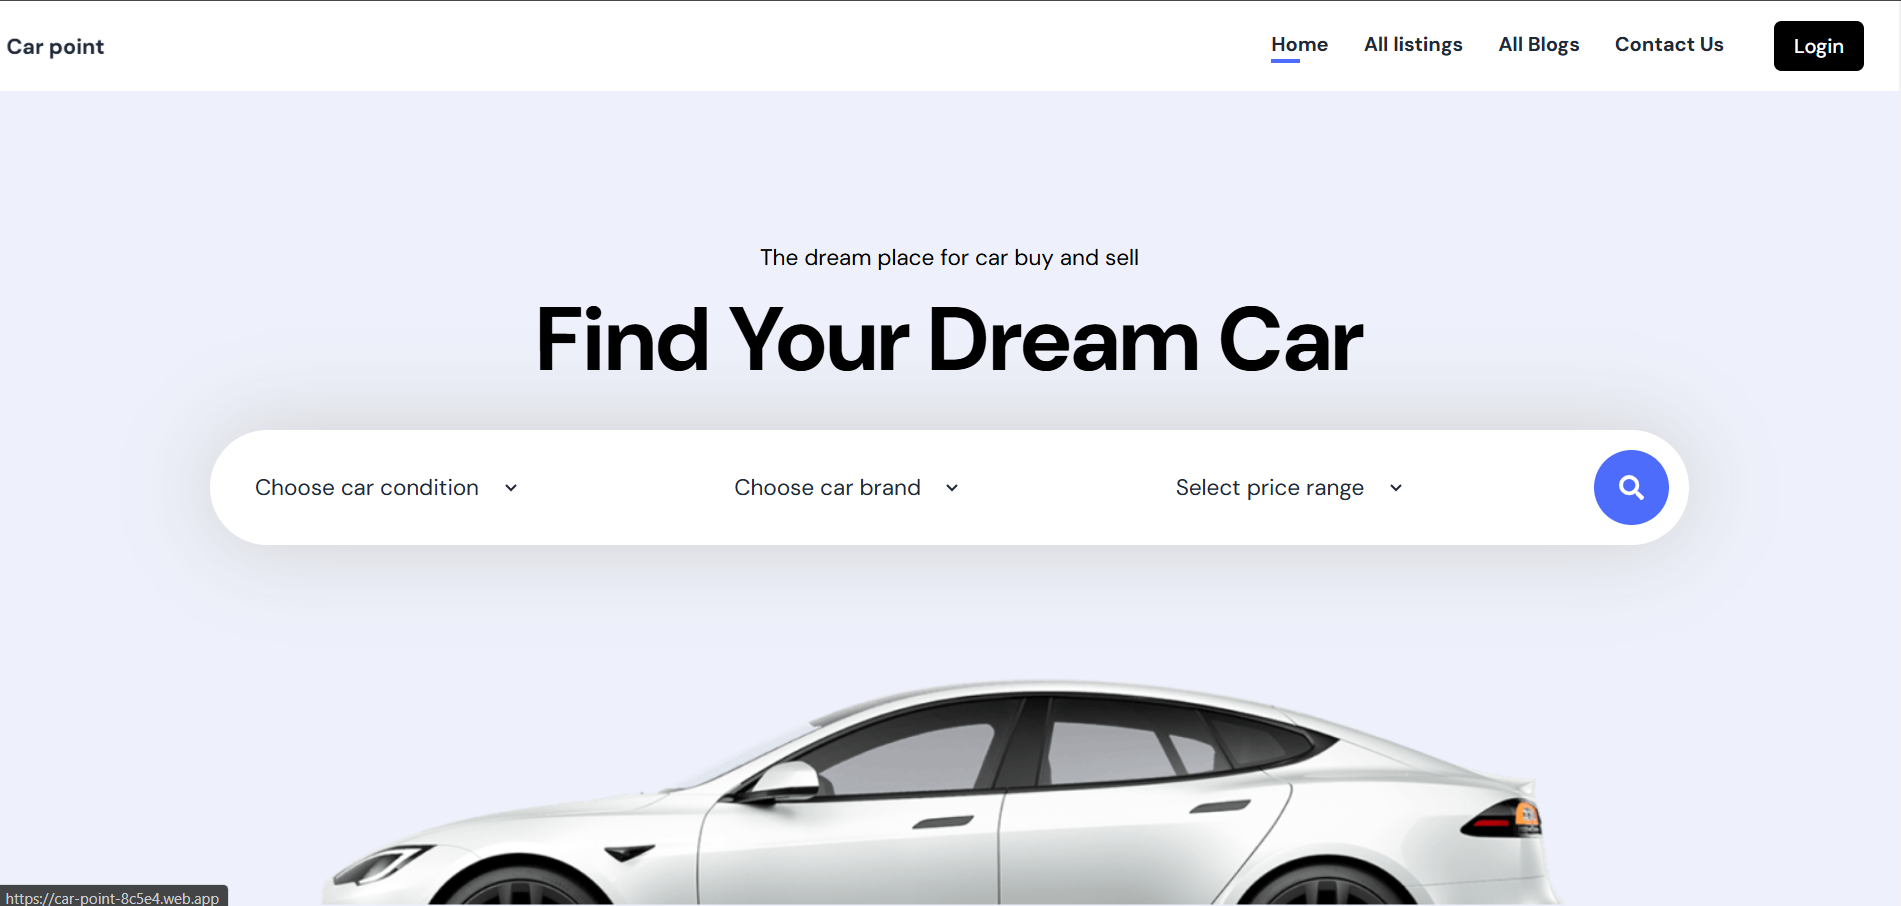 Car point
Home All listings All Blogs Contact Us Login
The dream place for car buy and sell
Find Your Dream Car
Choose car condition Choose car brand Select price range
https://car-point-8c5e4.web.app